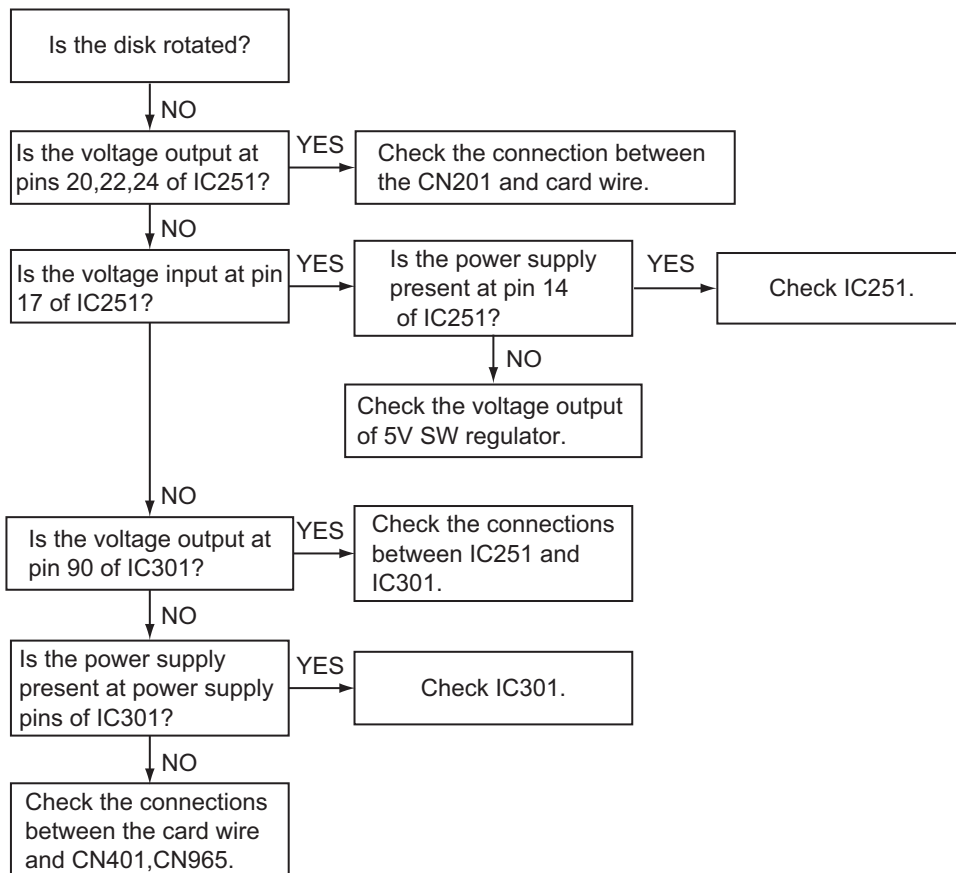 Is the disk rotated?
NO
Is the voltage output at
pins 20,22,24 of IC251?
YES
Check the connection between
the CN201 and card wire.
NO
Is the voltage input at pin
17 of IC251?
YES
Is the power supply
present at pin 14
of IC251?
YES
Check IC251.
NO
Check the voltage output
of 5V SW regulator.
NO
Is the voltage output at
pin 90 of IC301?
YES
Check the connections
between IC251 and
IC301.
NO
Is the power supply
present at power supply
pins of IC301?
YES
Check IC301.
NO
Check the connections
between the card wire
and CN401,CN965.